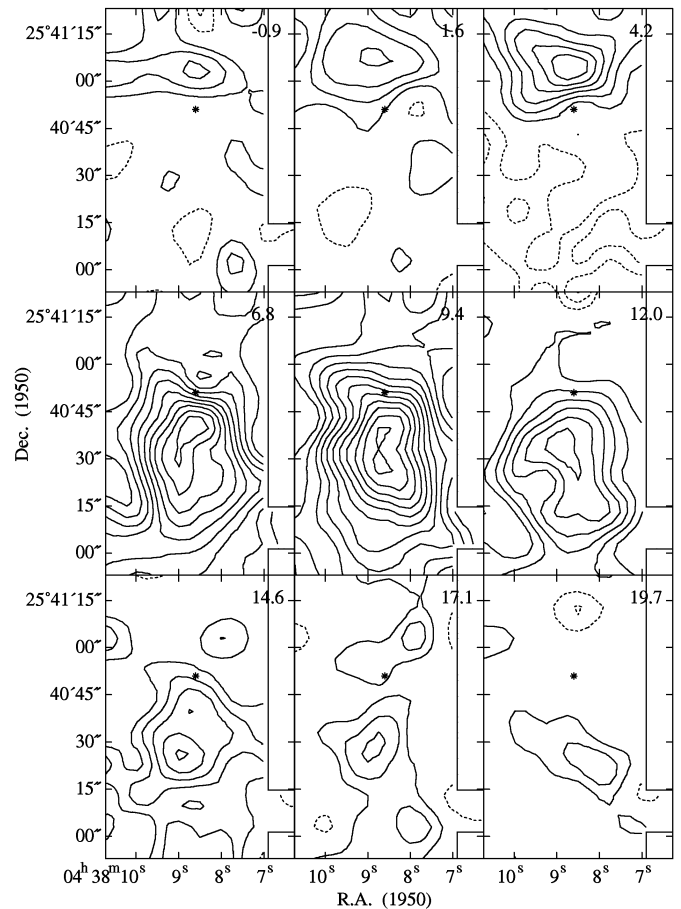 25°41′15″ -0.9 1.6 4.2
00″
40′45″
30″
15″
00″
25°41′15″ 6.8 9.4 12.0
00″
40′45″
30″
15″
00″
Dec. (1950)
25°41′15″ 14.6 17.1 19.7
00″
40′45″
30″
15″
00″
04ʰ 38ᵐ10ˢ 9ˢ 8ˢ 7ˢ 10ˢ 9ˢ 8ˢ 7ˢ 10ˢ 9ˢ 8ˢ 7ˢ
R.A. (1950)